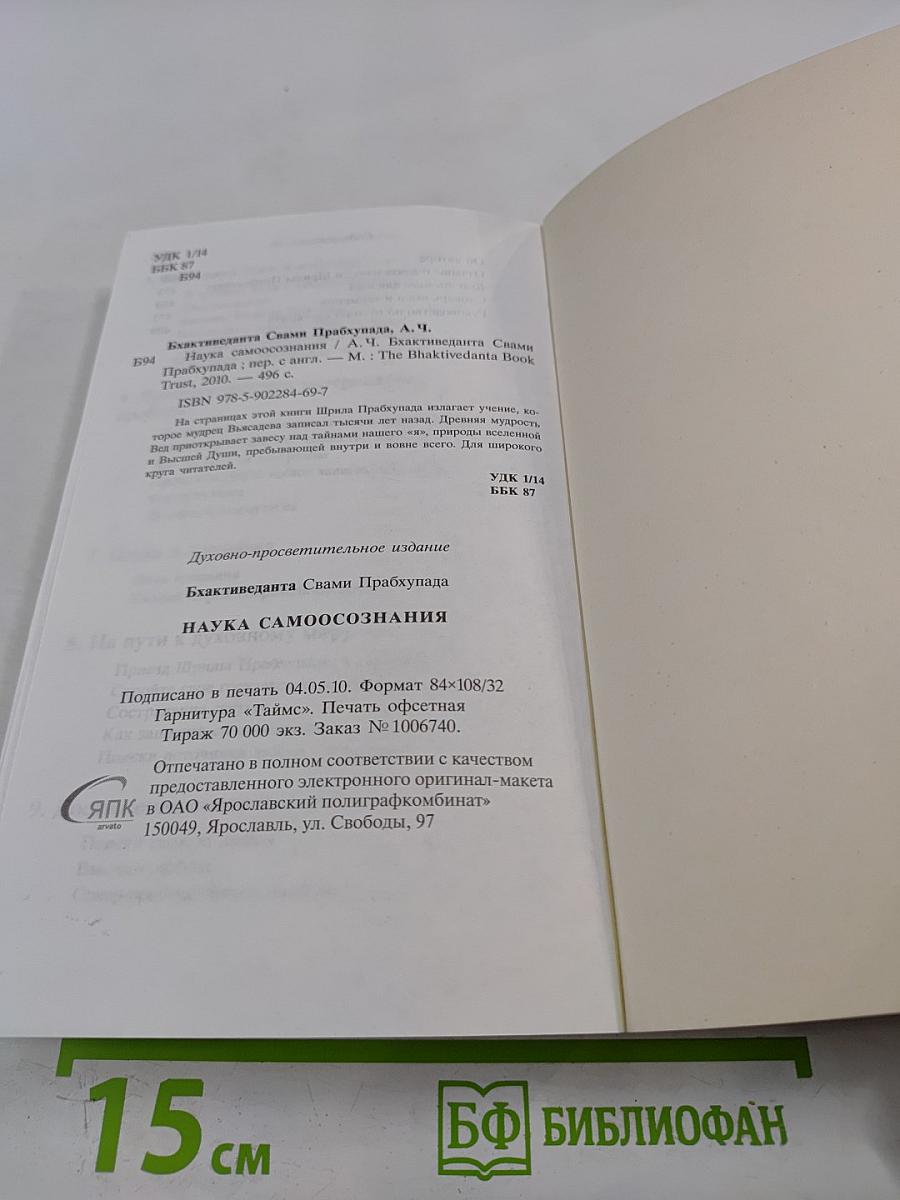 УДК 1/14
ББК 87
Б94
Бхактиведанта Свами Прабхупада, А. Ч.
Б94 Наука самоосознания / А. Ч. Бхактиведанта Свами
Прабхупада ; пер. с англ. — М. : The Bhaktivedanta Book
Trust, 2010. — 496 с.
ISBN 978-5-902284-69-7
На страницах этой книги Шрила Прабхупада излагает учение, ко-
торое мудрец Вьясадева записал тысячи лет назад. Древняя мудрость
Вед приоткрывает завесу над тайнами нашего «я», природы вселенной
и Высшей Души, пребывающей внутри и вовне всего. Для широкого
круга читателей.
УДК 1/14
ББК 87
Духовно-просветительное издание
Бхактиведанта Свами Прабхупада
НАУКА САМООСОЗНАНИЯ
8. На пути к духовному миру
Подписано в печать 04.05.10. Формат 84×108/32
Гарнитура «Таймс». Печать офсетная
Тираж 70 000 экз. Заказ № 1006740.
Отпечатано в полном соответствии с качеством
предоставленного электронного оригинал-макета
в ОАО «Ярославский полиграфкомбинат»
150049, Ярославль, ул. Свободы, 97
ЯПК
arvato
15 см
БФ БИБЛИОФАН